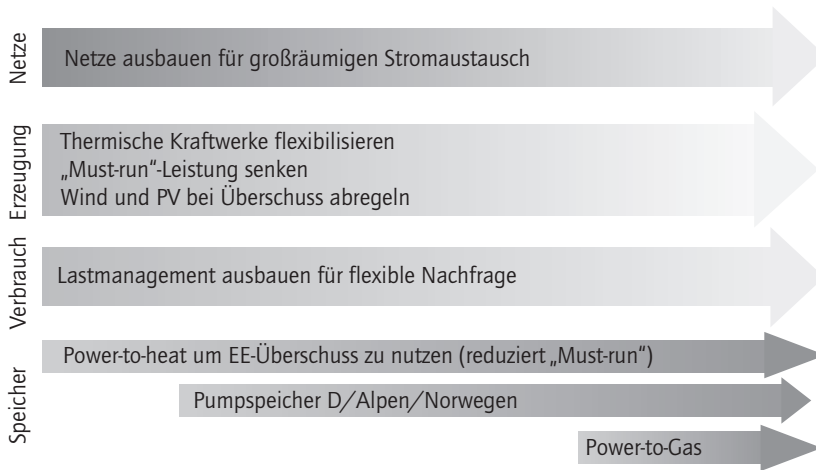 Netze
Netze ausbauen für großräumigen Stromaustausch
Erzeugung
Thermische Kraftwerke flexibilisieren
„Must-run“-Leistung senken
Wind und PV bei Überschuss abregeln
Verbrauch
Lastmanagement ausbauen für flexible Nachfrage
Speicher
Power-to-heat um EE-Überschuss zu nutzen (reduziert „Must-run“)
Pumpspeicher D/Alpen/Norwegen
Power-to-Gas